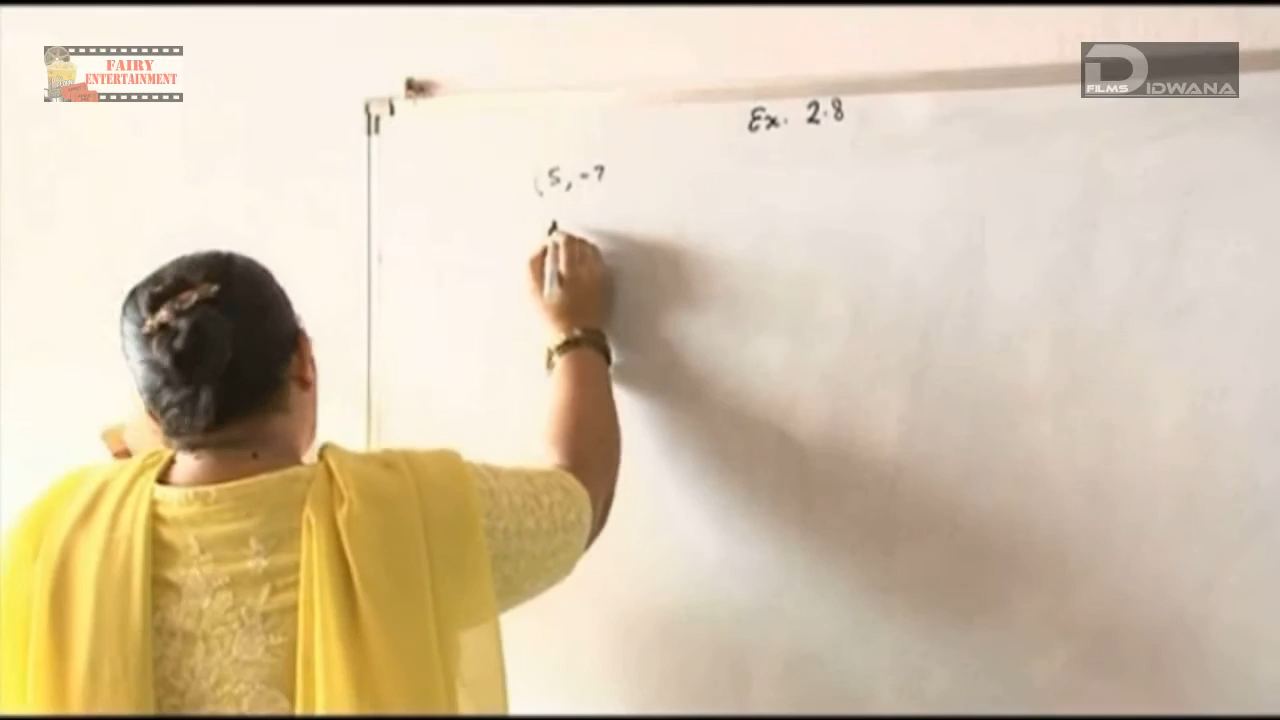 FAIRY
ENTERTAINMENT
DIDWANA
FILMS
Ex. 2.8
(5, -7